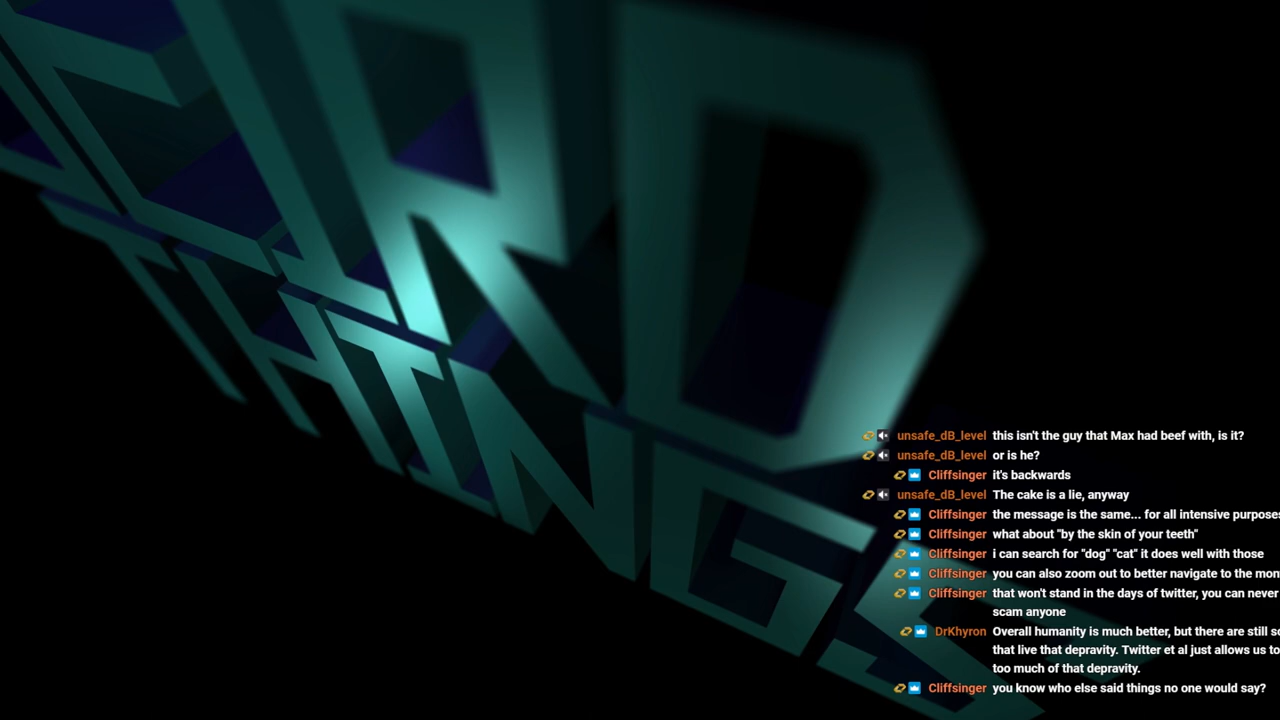 THINGS
unsafe_dB_level this isn't the guy that Max had beef with, is it?
unsafe_dB_level or is he?
Cliffsinger it's backwards
unsafe_dB_level The cake is a lie, anyway
Cliffsinger the message is the same... for all intensive purposes
Cliffsinger what about "by the skin of your teeth"
Cliffsinger i can search for "dog" "cat" it does well with those
Cliffsinger you can also zoom out to better navigate to the
Cliffsinger that won't stand in the days of twitter, you can never
scam anyone
DrKhyron Overall humanity is much better, but there are still
that live that depravity. Twitter et al just allows us to
too much of that depravity.
Cliffsinger you know who else said things no one would say?